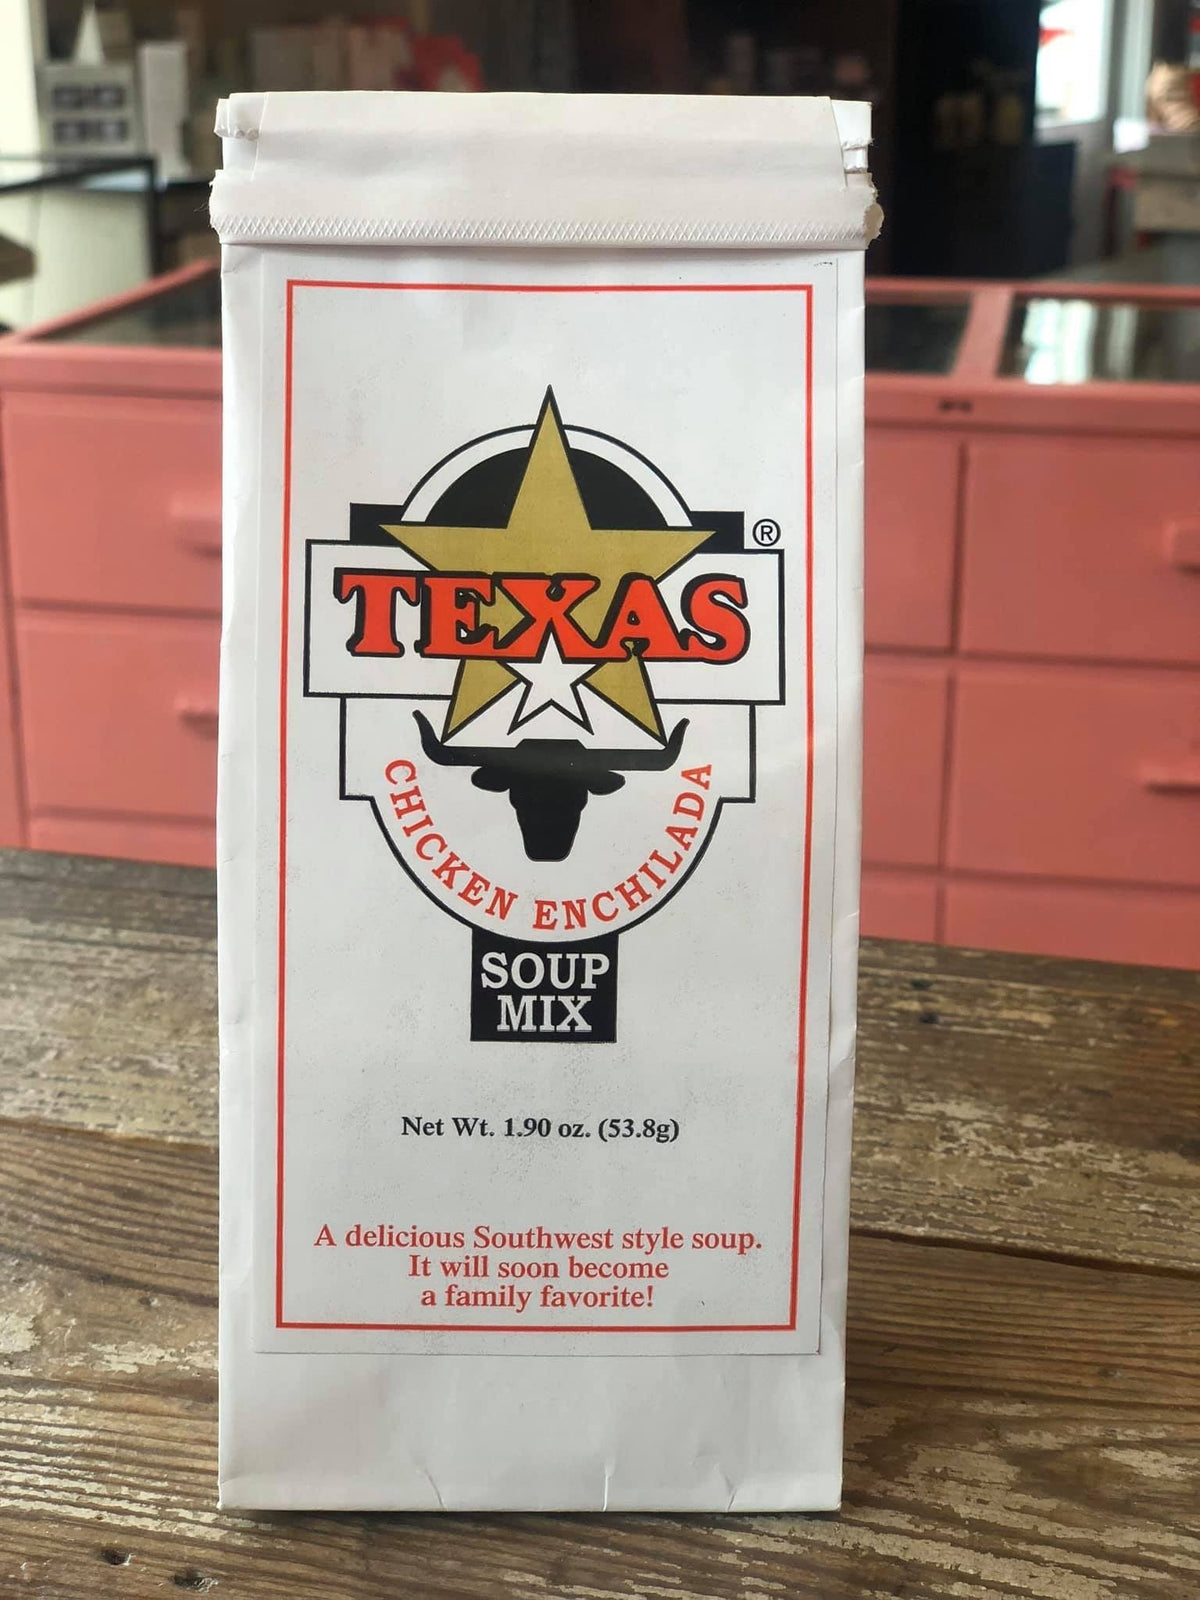 ®
TEXAS
CHICKEN ENCHILADA
SOUP
MIX
Net Wt. 1.90 oz. (53.8g)
A delicious Southwest style soup.
It will soon become
a family favorite!